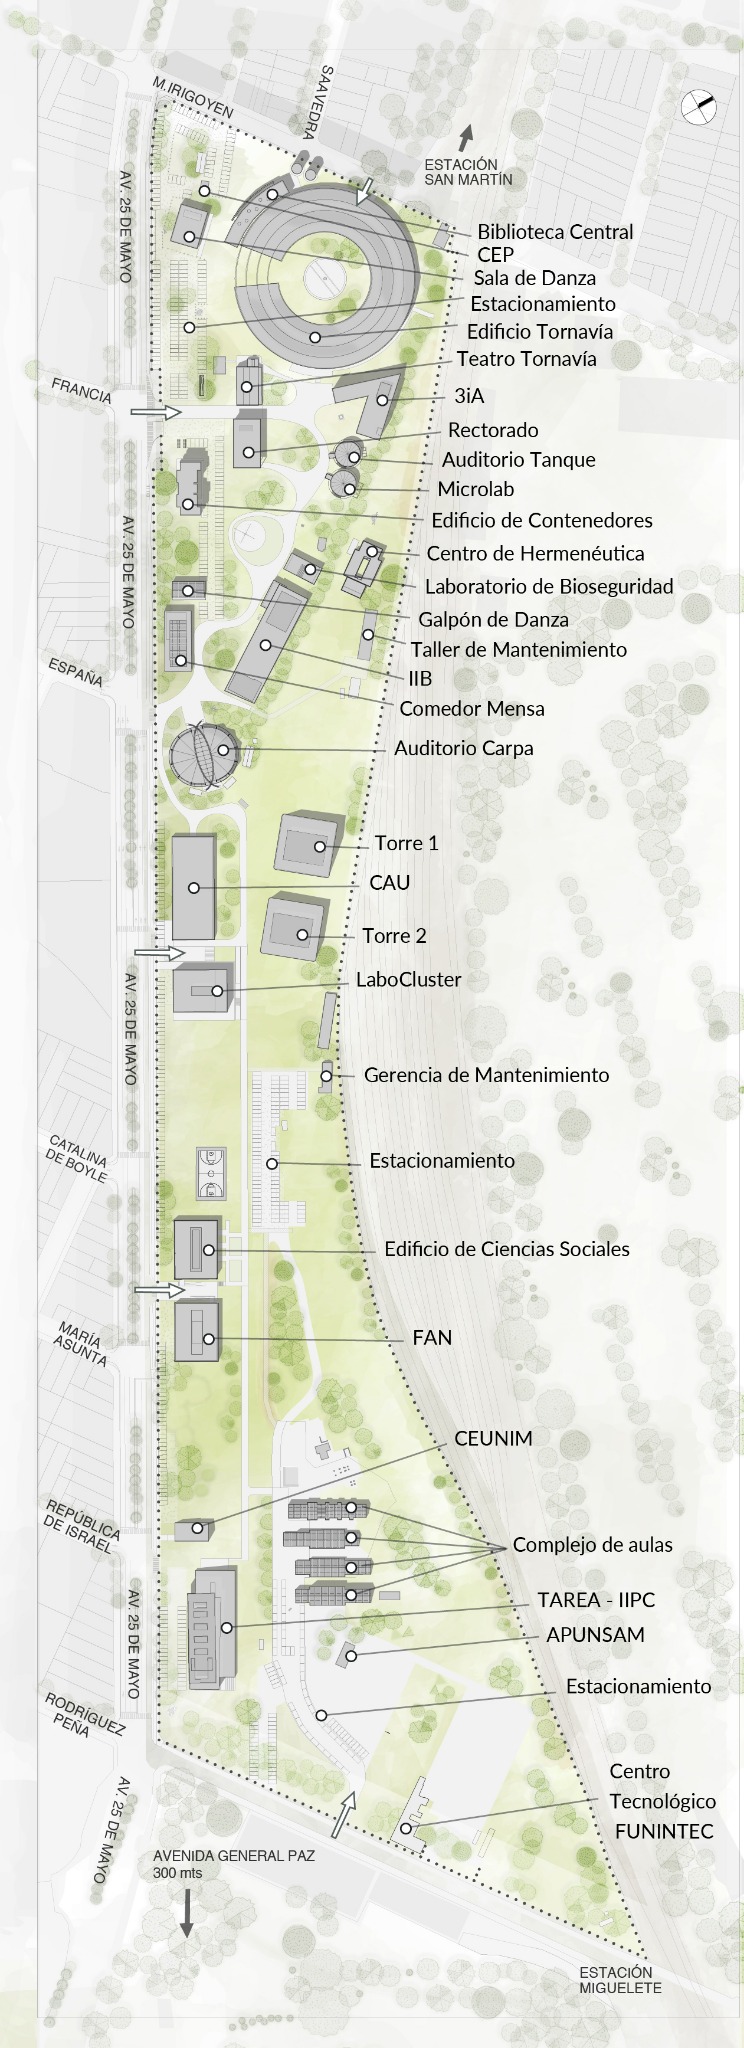 M.IRIGOYEN
SAAVEDRA
ESTACIÓN
SAN MARTÍN
AV. 25 DE MAYO
Biblioteca Central
CEP
Sala de Danza
Estacionamiento
Edificio Tornavía
Teatro Tornavía
FRANCIA
3iA
Rectorado
Auditorio Tanque
Microlab
Edificio de Contenedores
AV. 25 DE MAYO
Centro de Hermenéutica
Laboratorio de Bioseguridad
Galpón de Danza
Taller de Mantenimiento
ESPAÑA
IIB
Comedor Mensa
Auditorio Carpa
Torre 1
CAU
Torre 2
LaboCluster
AV. 25 DE MAYO
Gerencia de Mantenimiento
CATALINA
DE BOYLE
Estacionamiento
Edificio de Ciencias Sociales
MARÍA
ASUNTA
FAN
CEUNIM
REPÚBLICA
DE ISRAEL
Complejo de aulas
TAREA - IIPC
AV. 25 DE MAYO
APUNSAM
Estacionamiento
RODRÍGUEZ
PEÑA
Centro
Tecnológico
FUNINTEC
AV. 25 DE MAYO
AVENIDA GENERAL PAZ
300 mts
ESTACIÓN
MIGUELETE